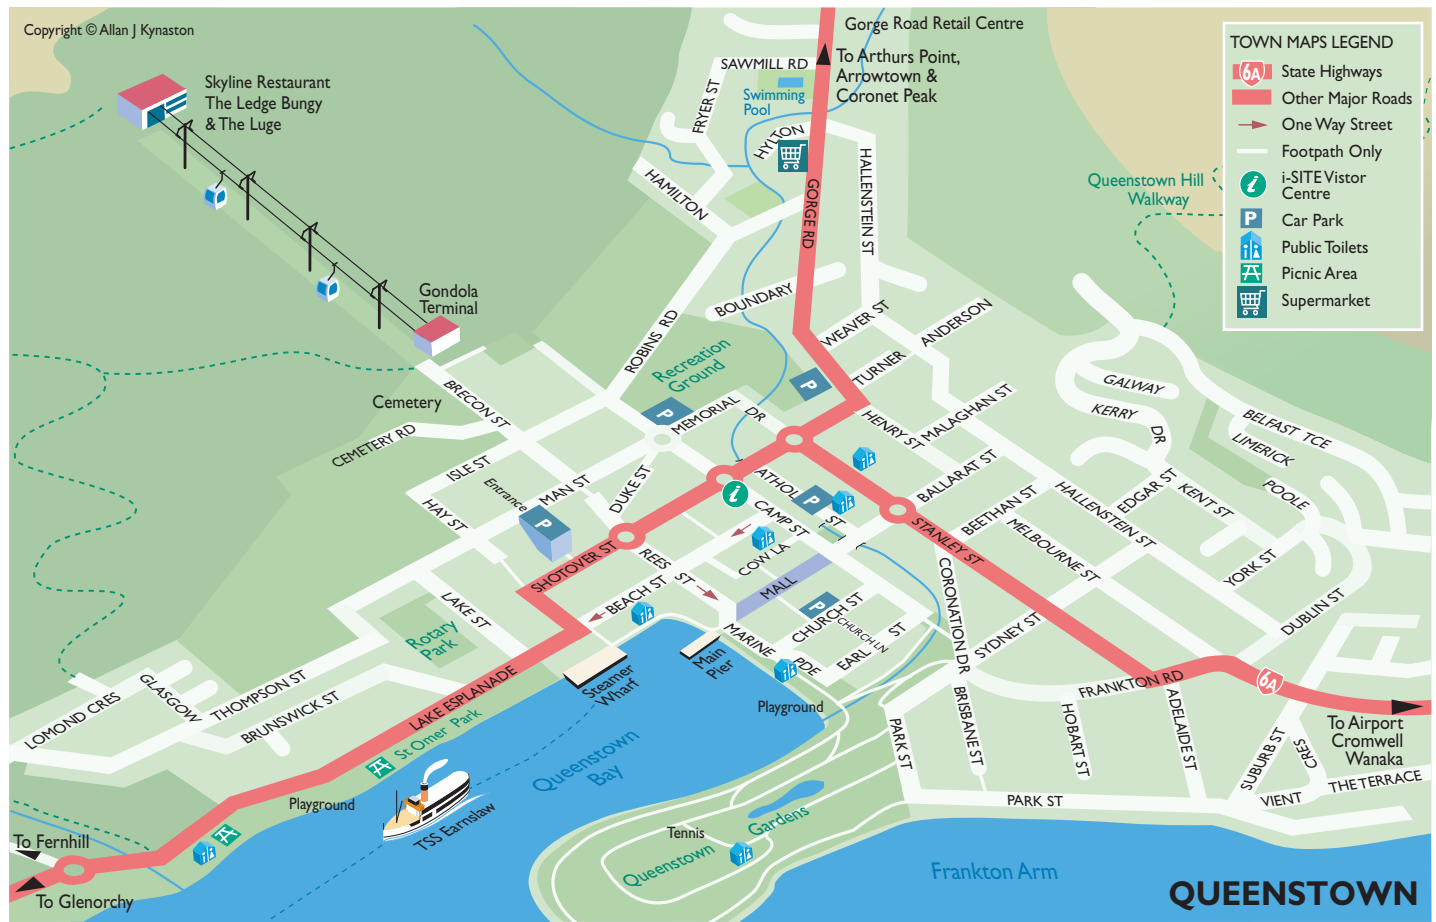 Copyright © Allan J Kynaston
Gorge Road Retail Centre
To Arthurs Point,
Arrowtown &
Coronet Peak
TOWN MAPS LEGEND
6A
State Highways
Other Major Roads
One Way Street
Footpath Only
i
i-SITE Vistor
Centre
P
Car Park
Public Toilets
Picnic Area
Supermarket
Skyline Restaurant
The Ledge Bungy
& The Luge
SAWMILL RD
Swimming
Pool
FRYER ST
HYLTON
HAMILTON
GORGE RD
HALLENSTEIN ST
Queenstown Hill
Walkway
Gondola
Terminal
BOUNDARY
ROBINS RD
Recreation
Ground
WEAVER ST
ANDERSON
TURNER
P
P
MEMORIAL
DR
HENRY ST
MALAGHAN ST
GALWAY
KERRY
DR
BELFAST TCE
LIMERICK
POOLE
Cemetery
BRECON ST
CEMETERY RD
ISLE ST
Entrance
MAN ST
DUKE ST
HAY ST
P
i
ATHOL
ST
P
CAMP ST
BALLARAT ST
BEETHAN ST
HALLENSTEIN ST
EDGAR ST
KENT ST
MELBOURNE ST
STANLEY ST
YORK ST
DUBLIN ST
SHOTOVER ST
REES
ST
COW LA
MALL
BEACH ST
P
CHURCH ST
CHURCH LN
EARL
ST
MARINE
PDE
CORONATION DR
SYDNEY ST
LAKE ST
Rotary
Park
Steamer
Wharf
Main
Pier
Playground
FRANKTON RD
6A
BRISBANE ST
HOBART ST
ADELAIDE ST
PARK ST
To Airport
Cromwell
Wanaka
SUBURB ST
CRES
VIENT
THE TERRACE
PARK ST
LOMOND CRES
GLASGOW
THOMPSON ST
BRUNSWICK ST
LAKE ESPLANADE
St Omer Park
Playground
Queenstown
Bay
TSS Earnslaw
Tennis
Queenstown
Gardens
Frankton Arm
To Fernhill
To Glenorchy
QUEENSTOWN